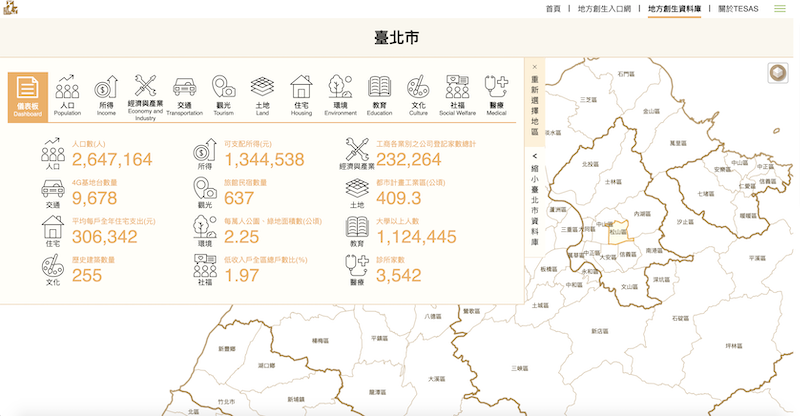 首頁 | 地方創生入口網 | 地方創生資料庫 | 關於TESAS
臺北市
儀表板 人口 所得 經濟與產業 交通 觀光 土地 住宅 環境 教育 文化 社福 醫療
Dashboard Population Income Economy and Industry Transportation Tourism Land Housing Environment Education Culture Social Welfare Medical
人口數(人) 可支配所得(元) 工商各業別之公司登記家數總計
2,647,164 1,344,538 232,264
人口 所得 經濟與產業
4G基地台數量 旅館民宿數量 都市計畫工業區(公頃)
9,678 637 409.3
交通 觀光 土地
平均每戶全年住宅支出(元) 每萬人公園、綠地面積數(公頃) 大學以上人數
306,342 2.25 1,124,445
住宅 環境 教育
歷史建築數量 低收入戶全區總戶數比(%) 診所家數
255 1.97 3,542
文化 社福 醫療
×
重新選擇地區
<
縮小臺北市資料庫
石門區
三芝區
金山區
淡水區
萬里區
北投區
中山區 中正區
安樂區 信義區
士林區
七堵區 仁愛區
蘆洲區
內湖區
汐止區 暖暖區
三重區 大同區 中山區 松山區
南港區
萬華區 中正區 大安區 信義區
平溪區
板橋區 永和區
文山區 深坑區
中和區
土城區
石碇區
新店區
八德區 鶯歌區
楊梅區 平鎮區
坪林區
新豐鄉
湖口鄉
三峽區
大溪區
龍潭區
竹北市 新埔鎮
北區